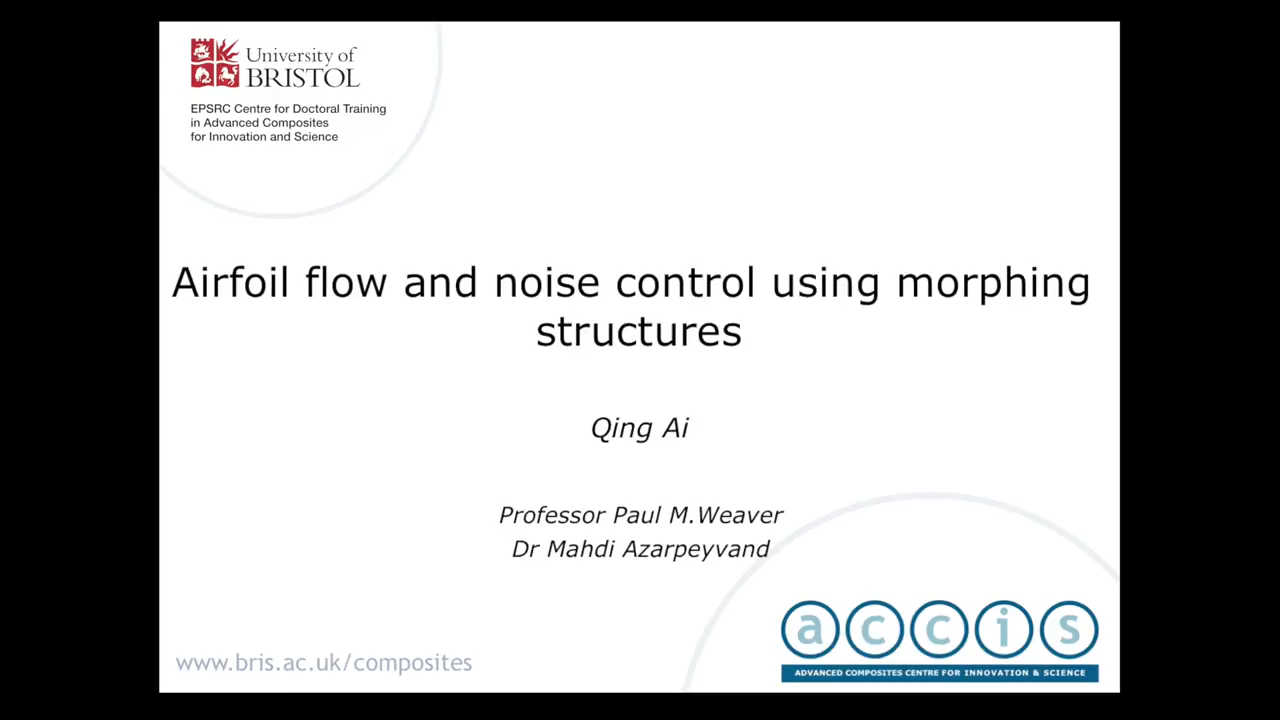 University of
BRISTOL
EPSRC Centre for Doctoral Training
in Advanced Composites
for Innovation and Science
Airfoil flow and noise control using morphing
structures
Qing Ai
Professor Paul M.Weaver
Dr Mahdi Azarpeyvand
www.bris.ac.uk/composites
accis
ADVANCED COMPOSITES CENTRE FOR INNOVATION & SCIENCE